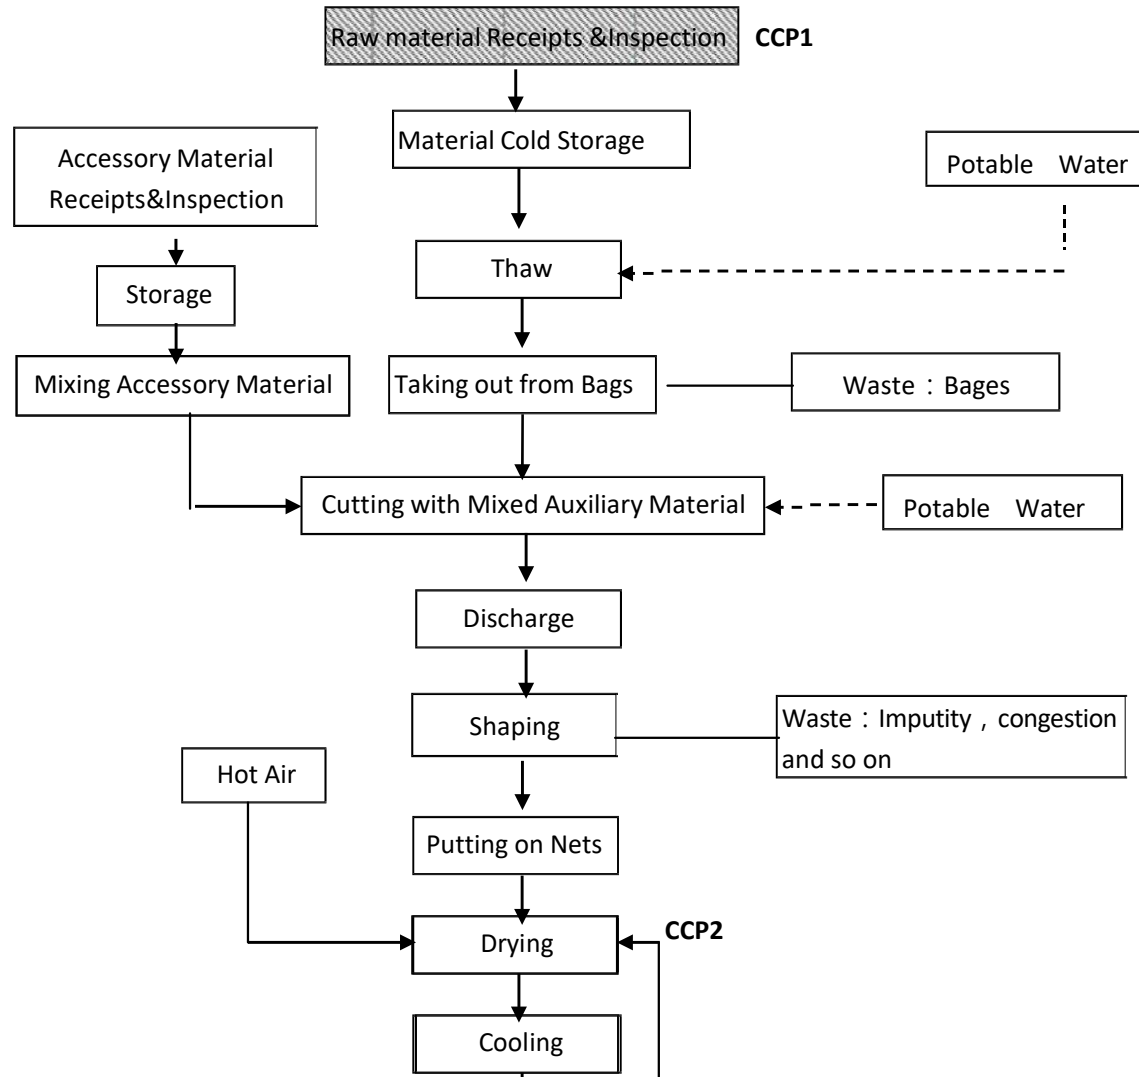 Raw material Receipts &Inspection CCP1
Material Cold Storage
Accessory Material
Receipts&Inspection
Potable Water
Thaw
Storage
Mixing Accessory Material
Taking out from Bags
Waste：Bages
Cutting with Mixed Auxiliary Material
Potable Water
Discharge
Shaping
Waste：Imputity，congestion
and so on
Hot Air
Putting on Nets
Drying
CCP2
Cooling